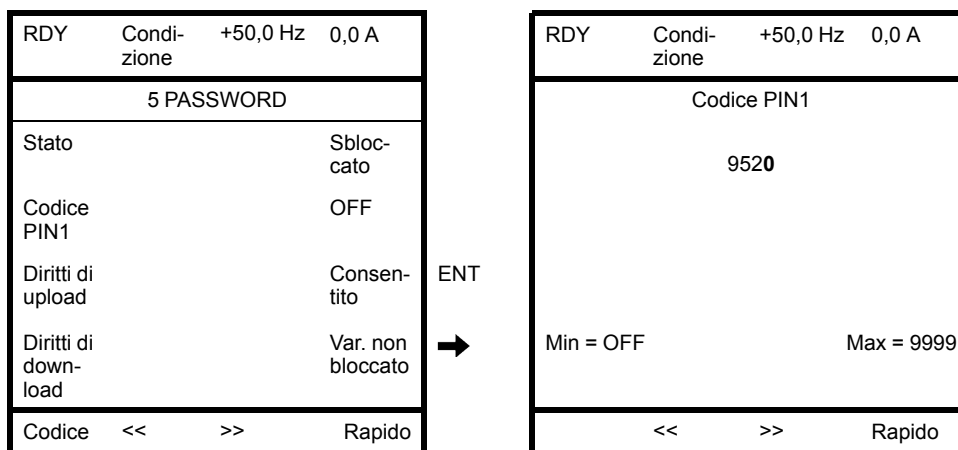 RDY Condi- +50,0 Hz 0,0 A
zione
5 PASSWORD
Stato Sbloc-
cato
Codice OFF
PIN1
Diritti di Consen-
upload tito
Diritti di Var. non
down- bloccato
load
Codice << >> Rapido
ENT
RDY Condi- +50,0 Hz 0,0 A
zione
Codice PIN1
9520
Min = OFF Max = 9999
<< >> Rapido